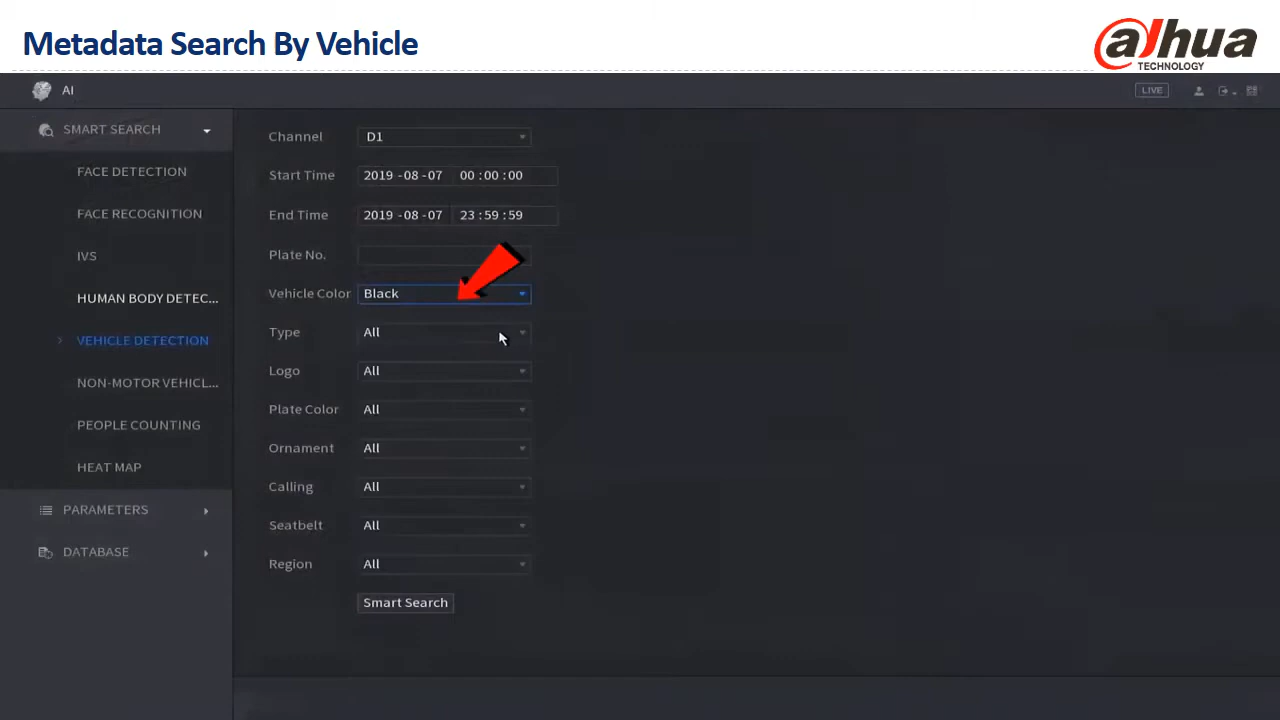 Metadata Search By Vehicle
alhua
TECHNOLOGY
AI
LIVE
SMART SEARCH
FACE DETECTION
FACE RECOGNITION
IVS
HUMAN BODY DETEC...
VEHICLE DETECTION
NON-MOTOR VEHICL...
PEOPLE COUNTING
HEAT MAP
PARAMETERS
DATABASE
Channel D1
Start Time 2019 -08 -07 00 : 00 : 00
End Time 2019 -08 -07 23 : 59 : 59
Plate No.
Vehicle Color Black
Type All
Logo All
Plate Color All
Ornament All
Calling All
Seatbelt All
Region All
Smart Search